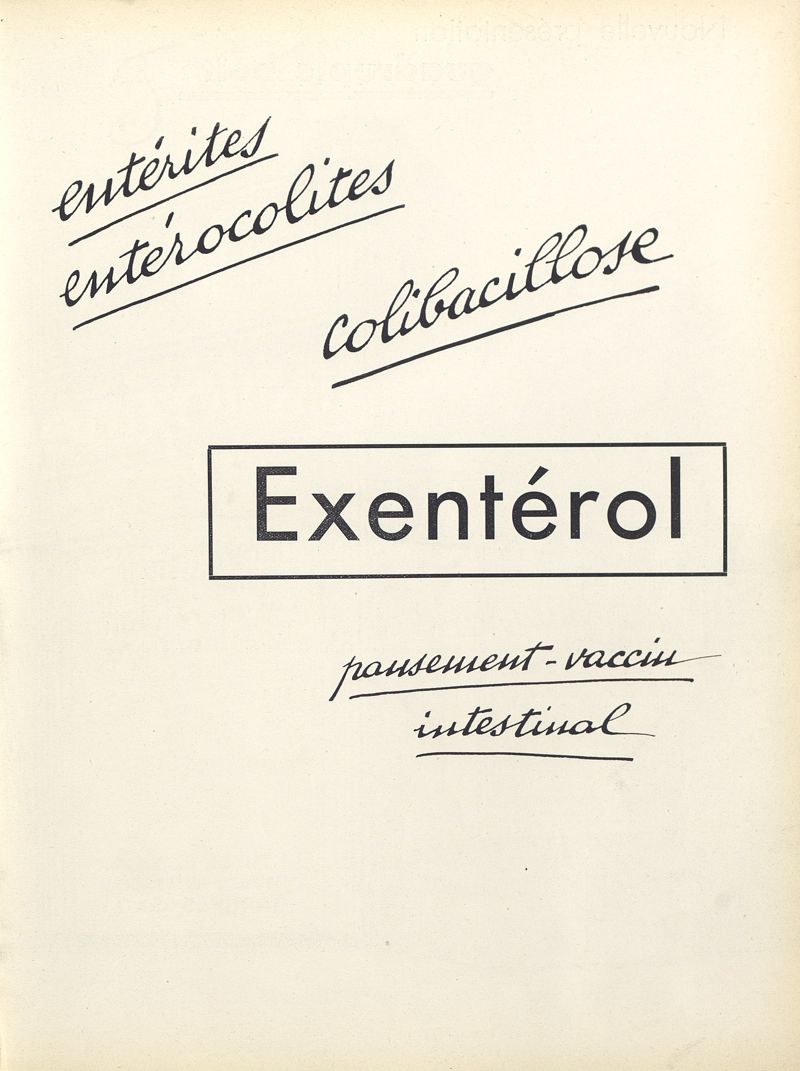 entérites
entérocolites
colibacillose
Exentérol
pansement-vaccin
intestinal